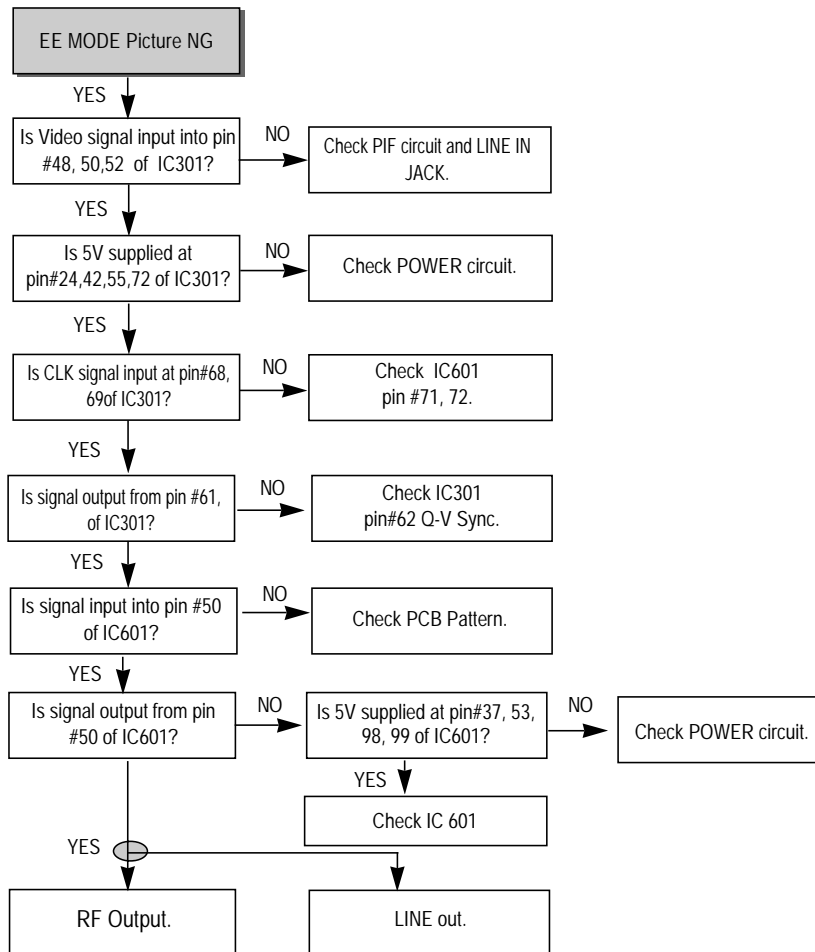 EE MODE Picture NG
YES
Is Video signal input into pin
#48, 50,52 of IC301?
NO
Check PIF circuit and LINE IN
JACK.
YES
Is 5V supplied at
pin#24,42,55,72 of IC301?
NO
Check POWER circuit.
YES
Is CLK signal input at pin#68,
69of IC301?
NO
Check IC601
pin #71, 72.
YES
Is signal output from pin #61,
of IC301?
NO
Check IC301
pin#62 Q-V Sync.
YES
Is signal input into pin #50
of IC601?
NO
Check PCB Pattern.
YES
Is signal output from pin
#50 of IC601?
NO
Is 5V supplied at pin#37, 53,
98, 99 of IC601?
NO
Check POWER circuit.
YES
Check IC 601
YES
RF Output.
LINE out.